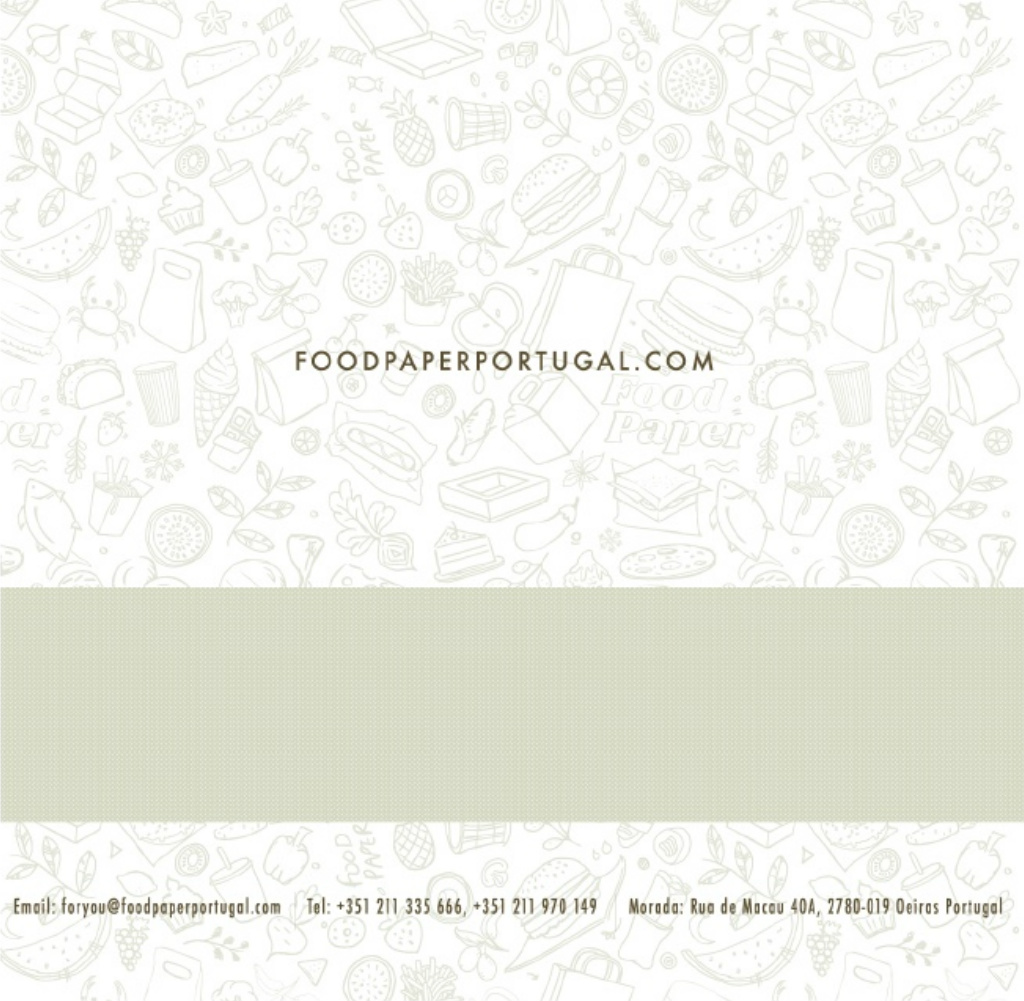 food
PAPER
FOODPAPERPORTUGAL.COM
d.
er
Food
Paper
food
PAPER
Email: foryou@foodpaperportugal.com Tel: +351 211 335 666, +351 211 970 149 Morada: Rua de Macau 40A, 2780-019 Oeiras Portugal